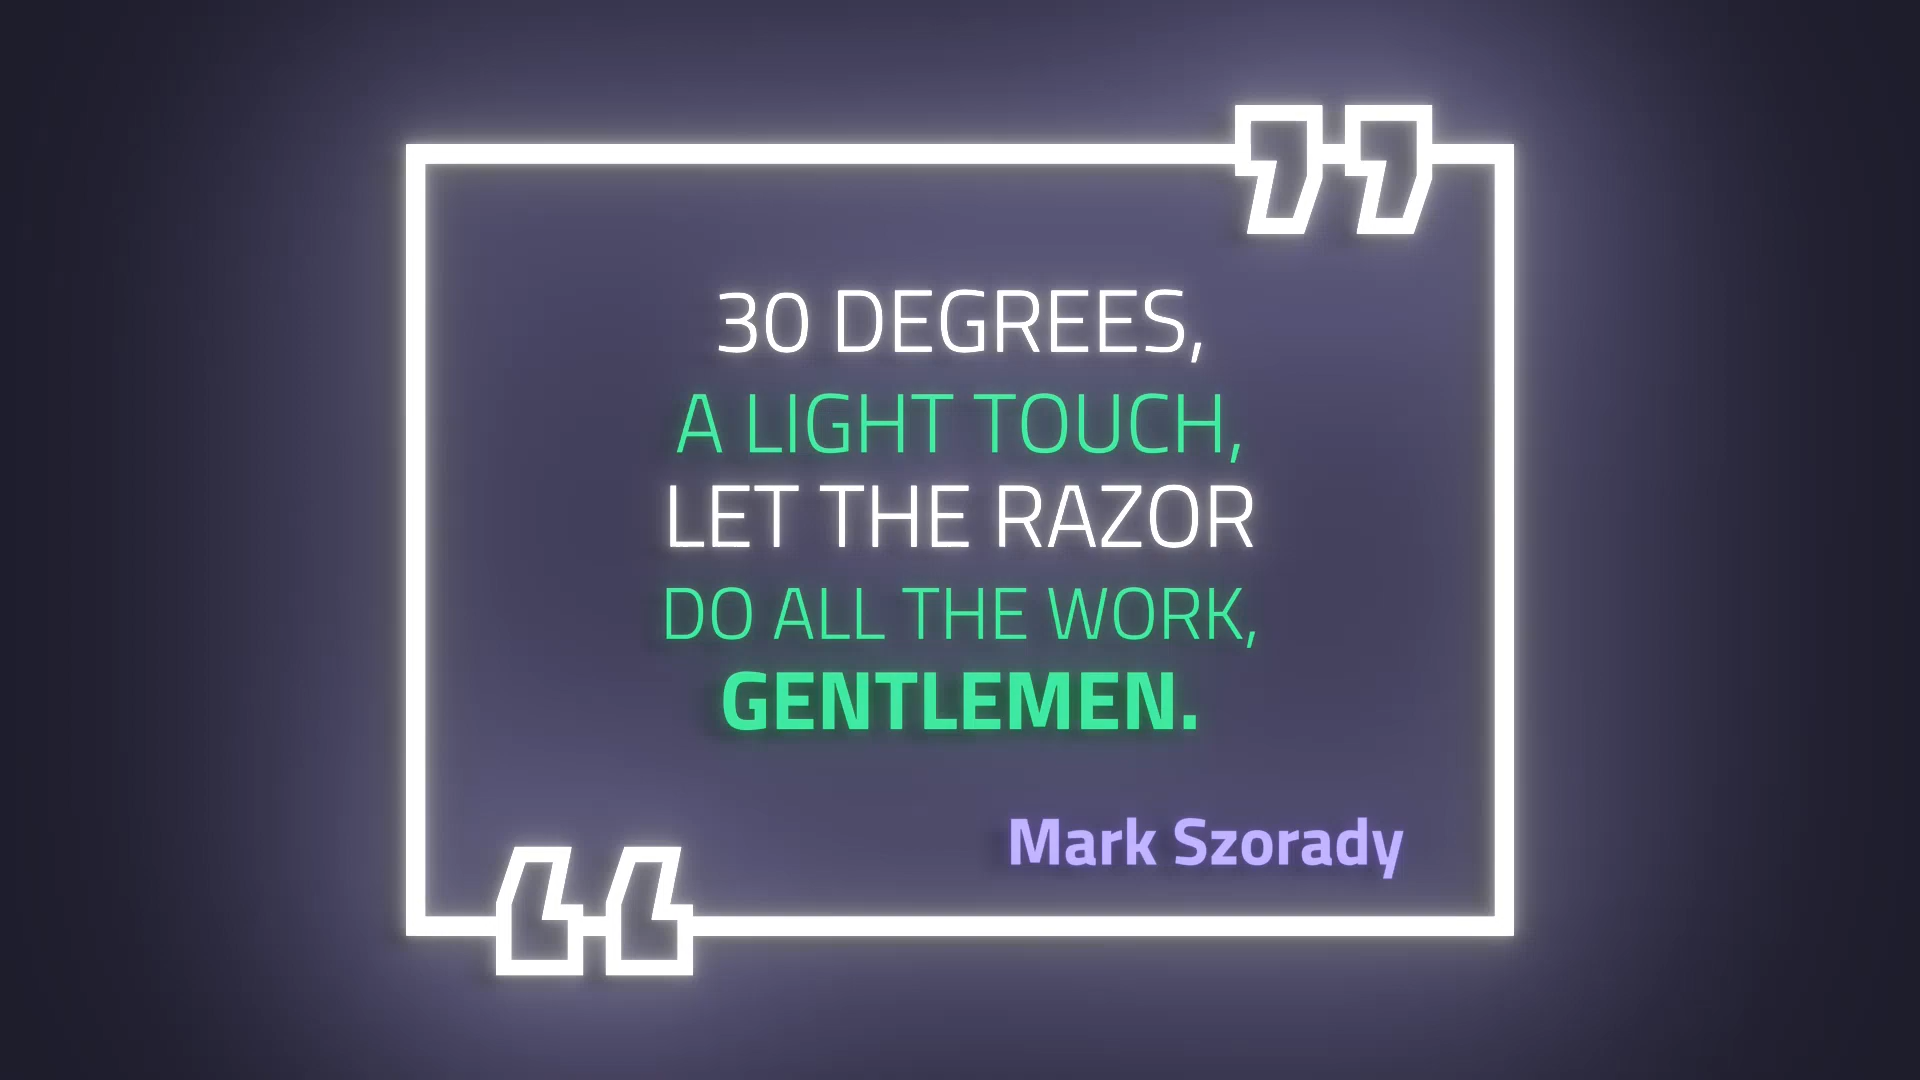 30 DEGREES,
A LIGHT TOUCH,
LET THE RAZOR
DO ALL THE WORK,
GENTLEMEN.
Mark Szorady